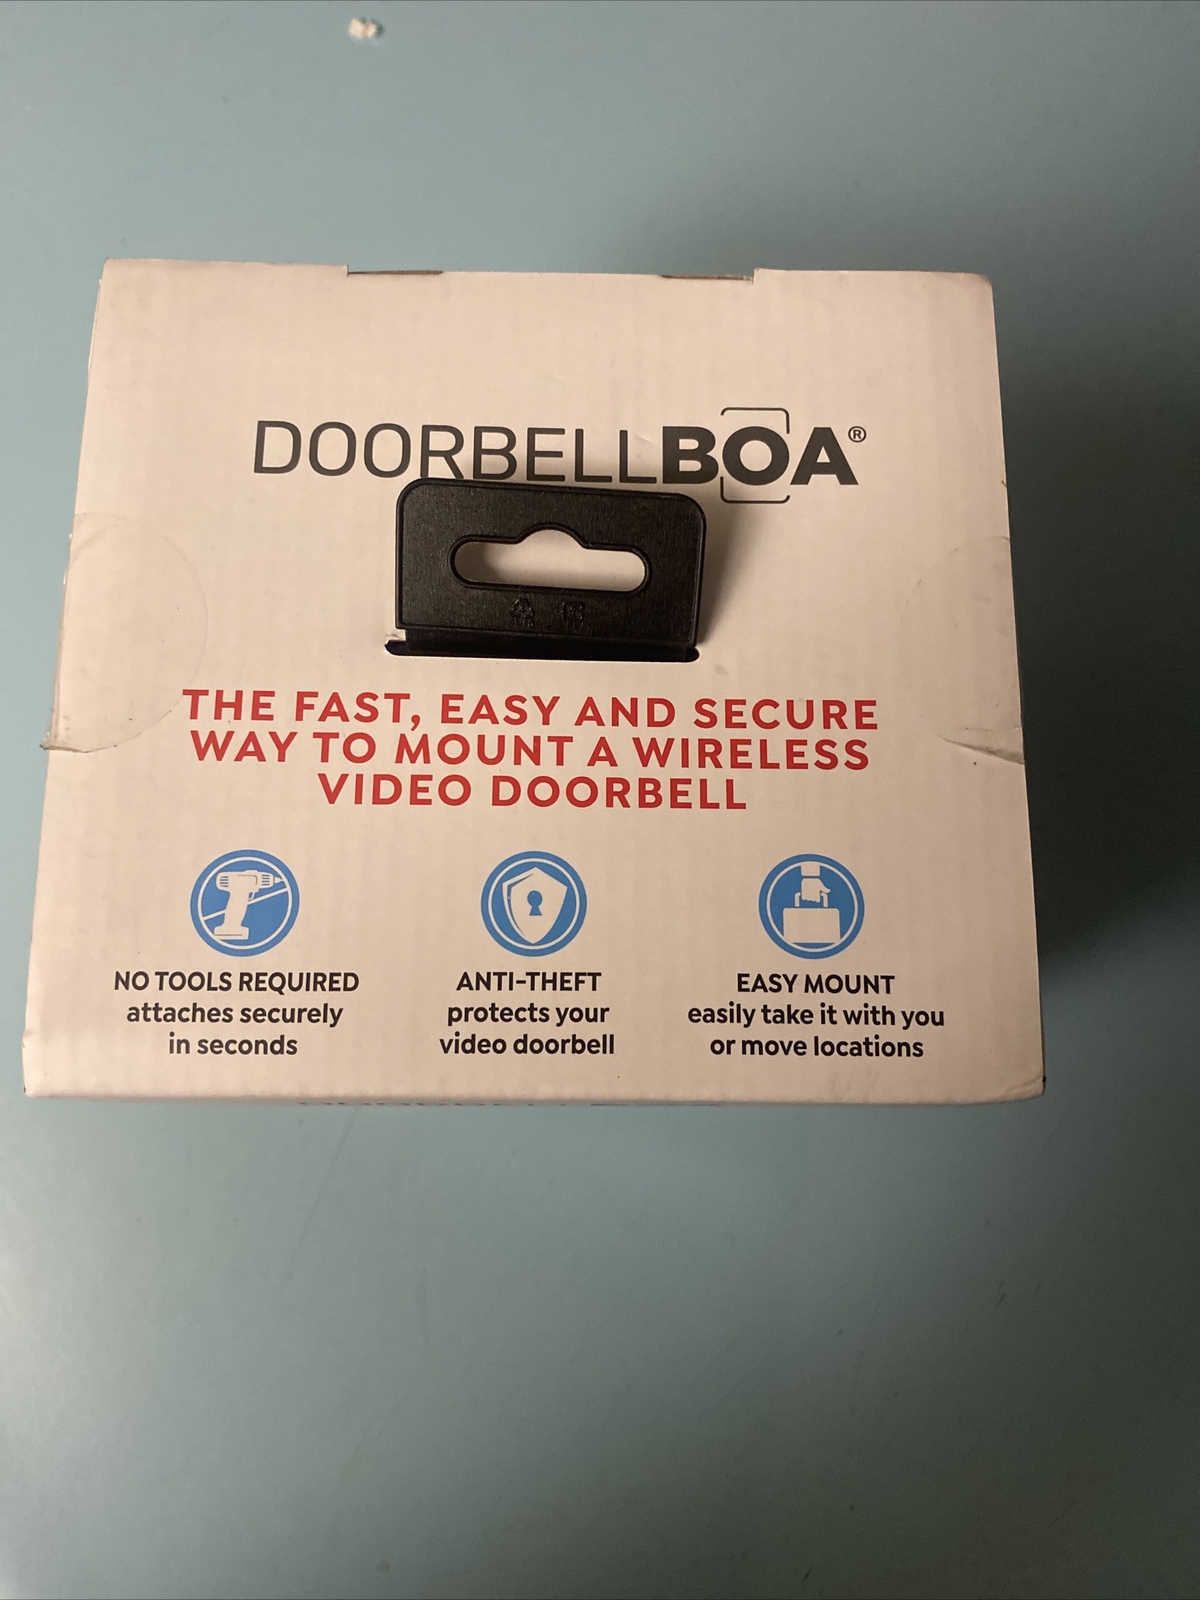 DOORBELLBOA®
THE FAST, EASY AND SECURE
WAY TO MOUNT A WIRELESS
VIDEO DOORBELL
NO TOOLS REQUIRED
attaches securely
in seconds
ANTI-THEFT
protects your
video doorbell
EASY MOUNT
easily take it with you
or move locations